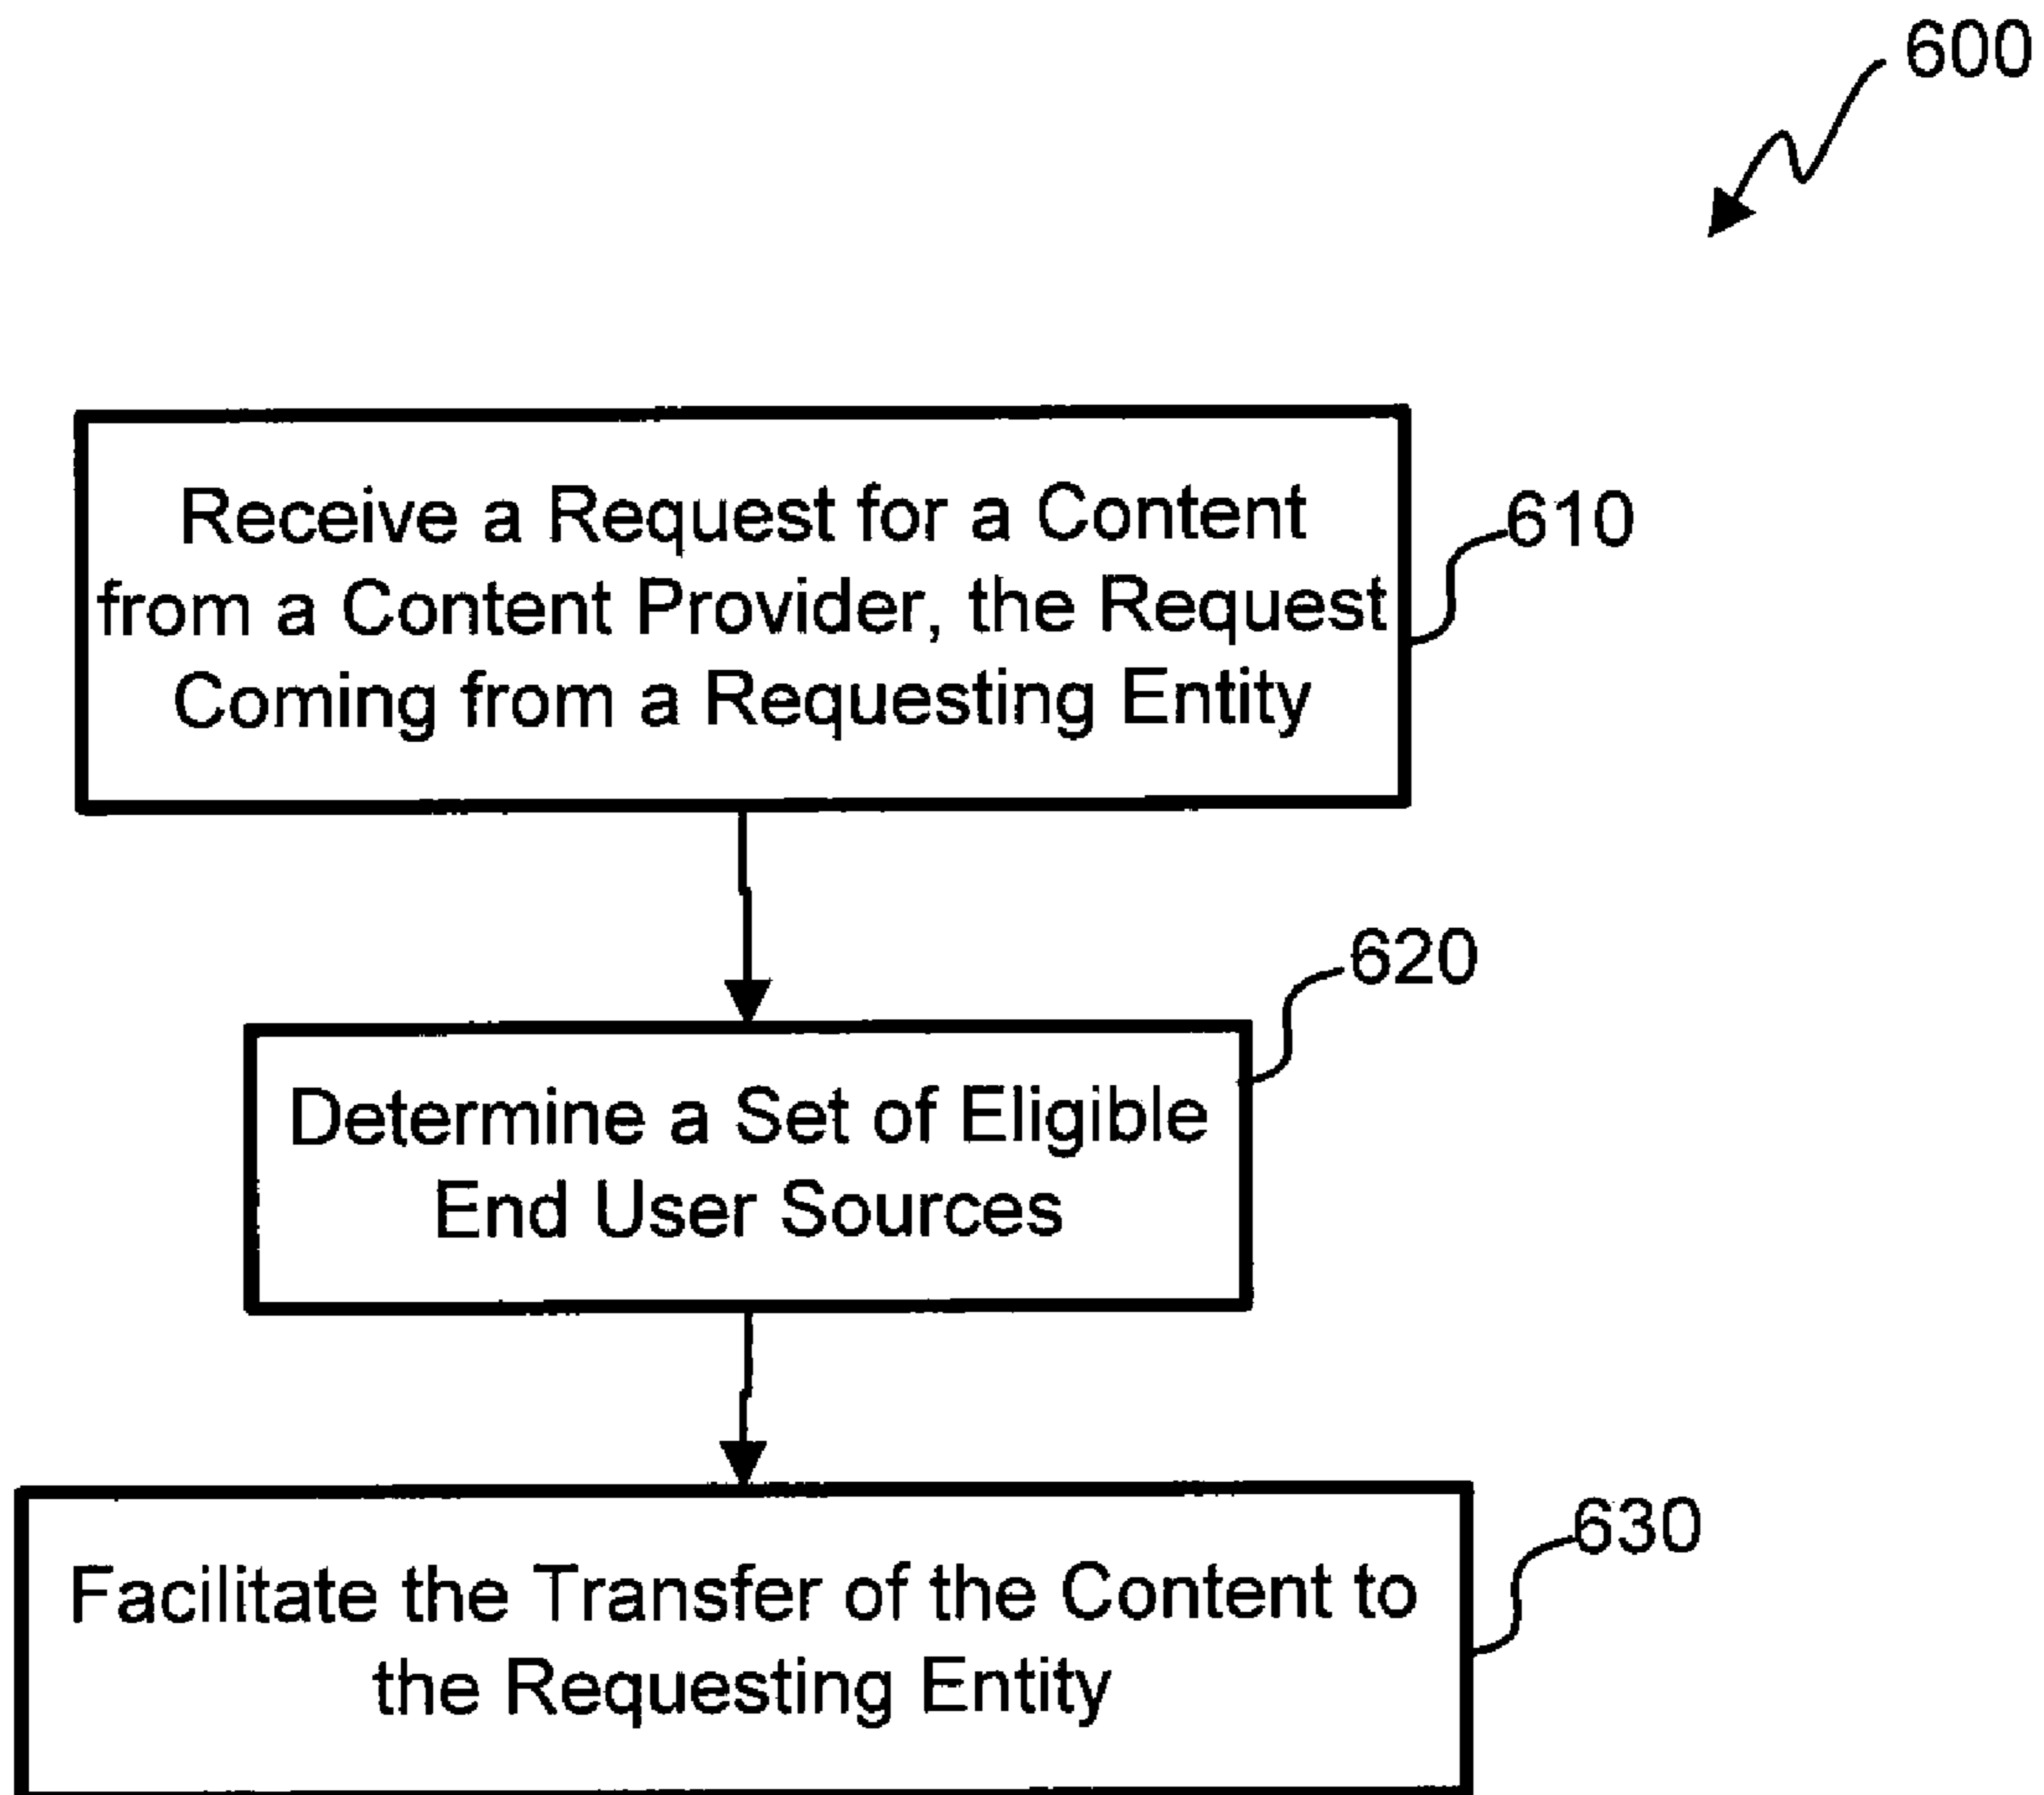 600
Receive a Request for a Content
from a Content Provider, the Request
Coming from a Requesting Entity
610
620
Determine a Set of Eligible
End User Sources
630
Facilitate the Transfer of the Content to
the Requesting Entity